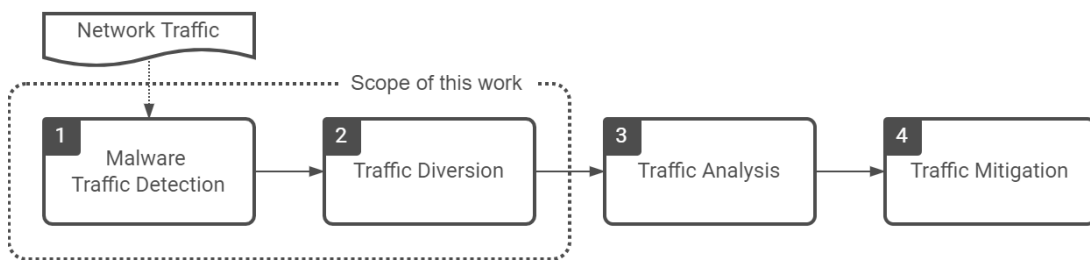 Network Traffic
Scope of this work
1
Malware
Traffic Detection
2
Traffic Diversion
3
Traffic Analysis
4
Traffic Mitigation